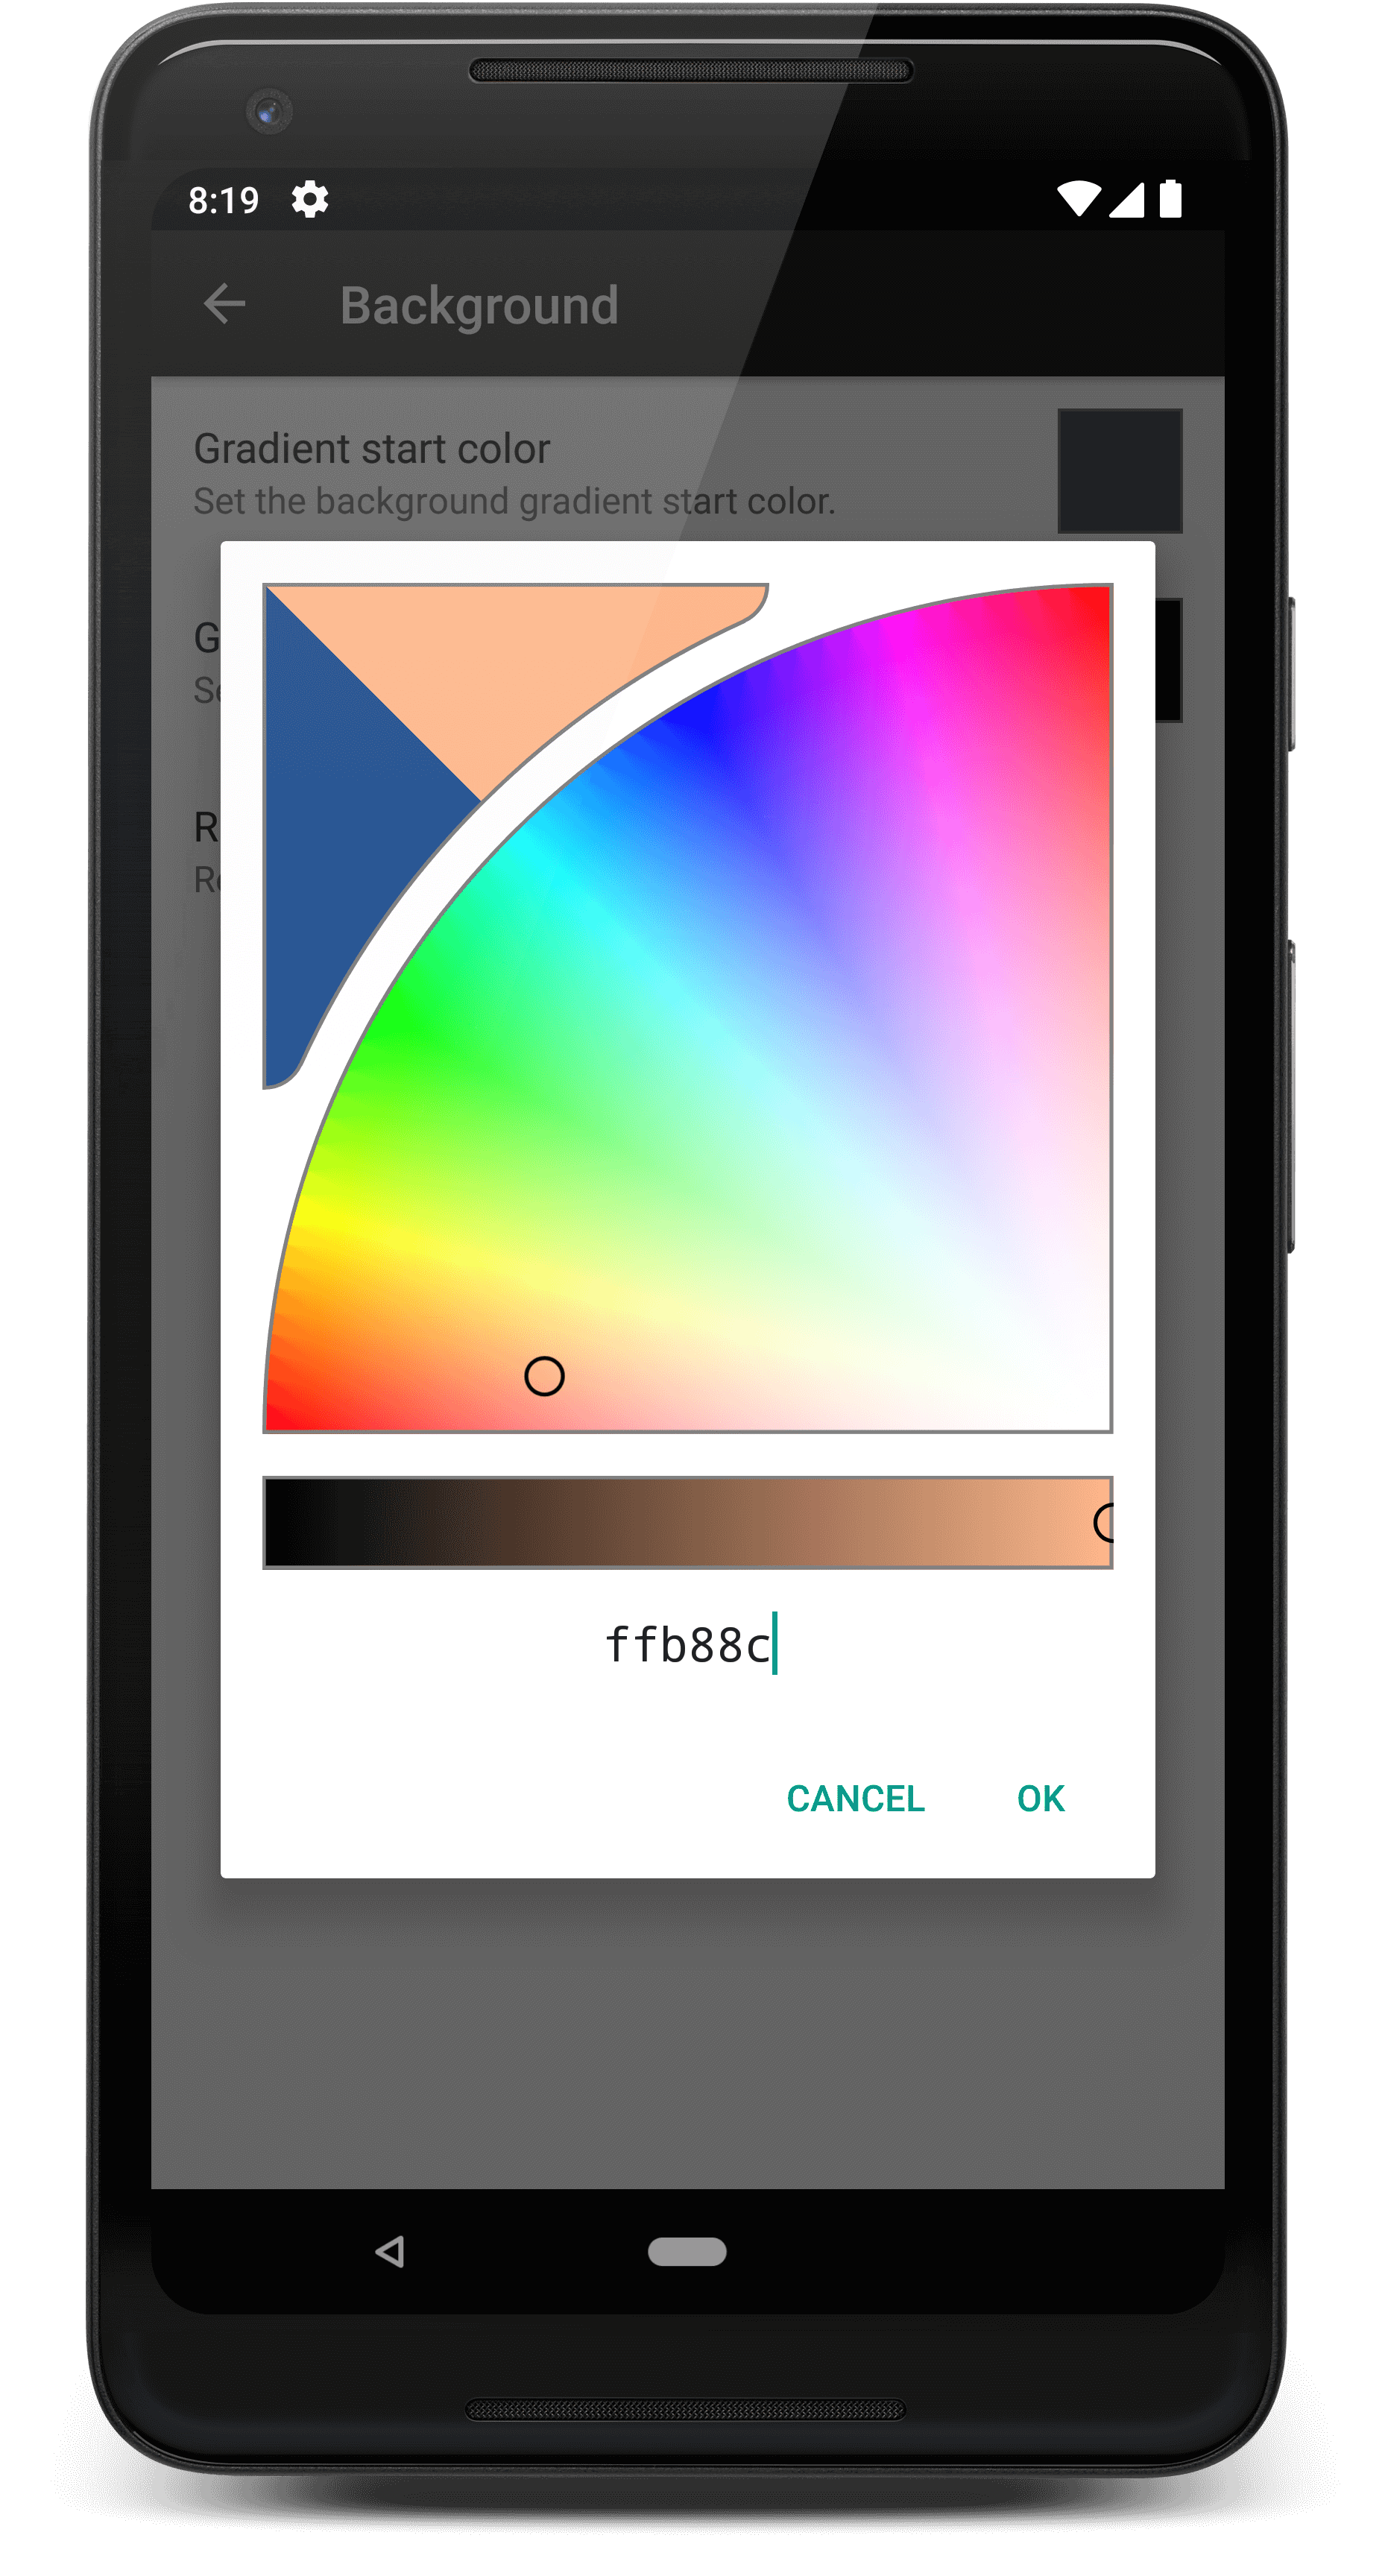 8:19
Background
Gradient start color
Set the background gradient start color.
G
Se
R
Re
ffb88c
CANCEL
OK